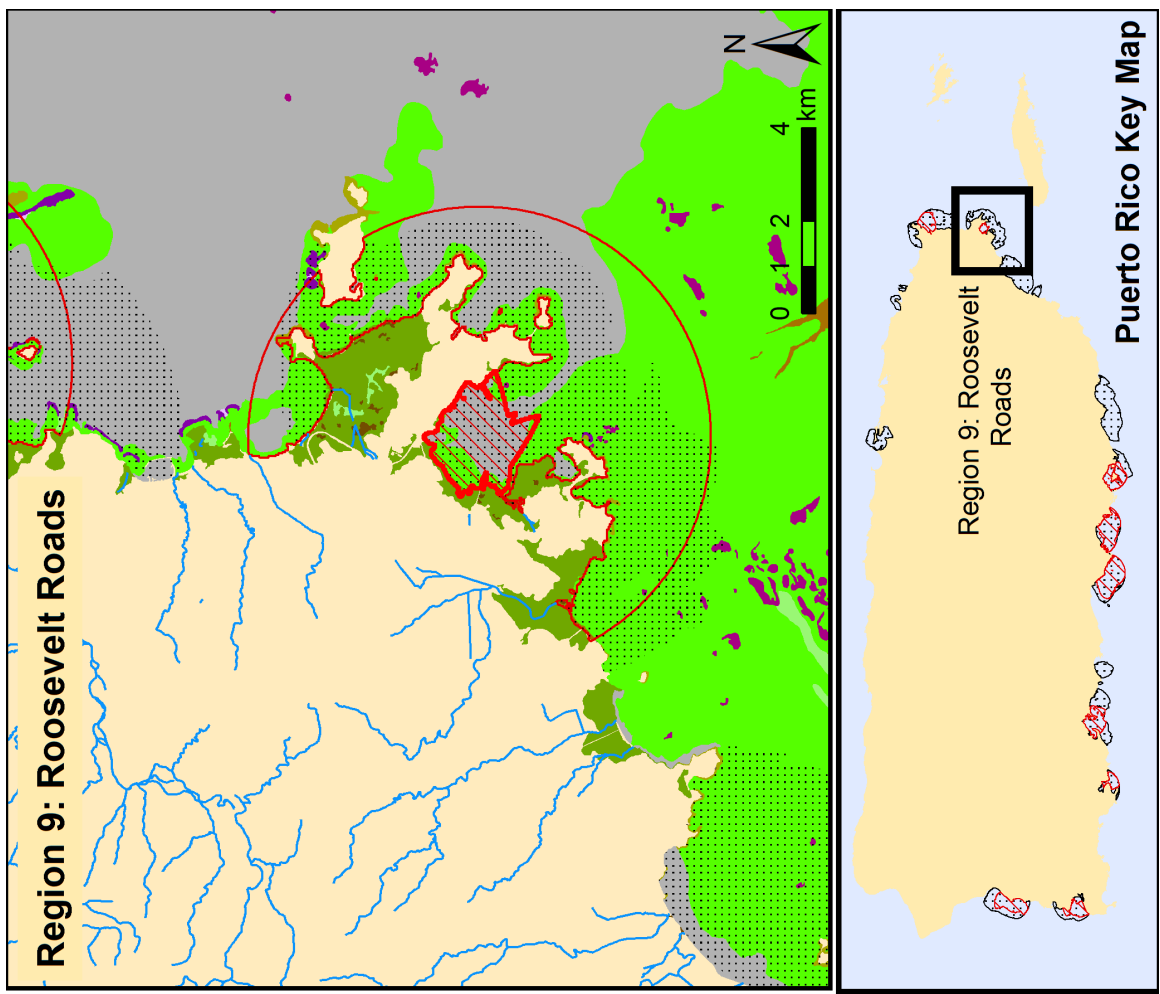 Region 9: Roosevelt Roads
N
0 1 2 4
km
Region 9: Roosevelt
Roads
Puerto Rico Key Map